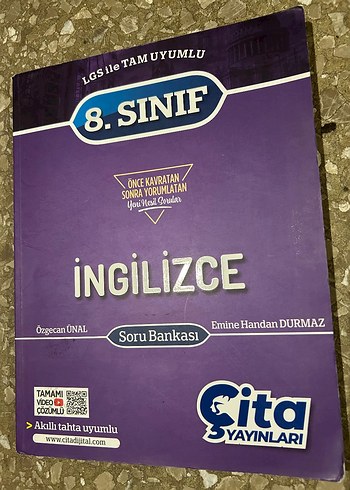 LGS ile TAM UYUMLU
8. SINIF
ÖNCE KAVRATAN
SONRA YORUMLATAN
Yeni Nesil Sorular
İNGİLİZCE
Özgecan ÜNAL
Soru Bankası
Emine Handan DURMAZ
TAMAMI
VİDEO
ÇÖZÜMLÜ
> Akıllı tahta uyumlu
www.citadijital.com
Çita
YAYINLARI